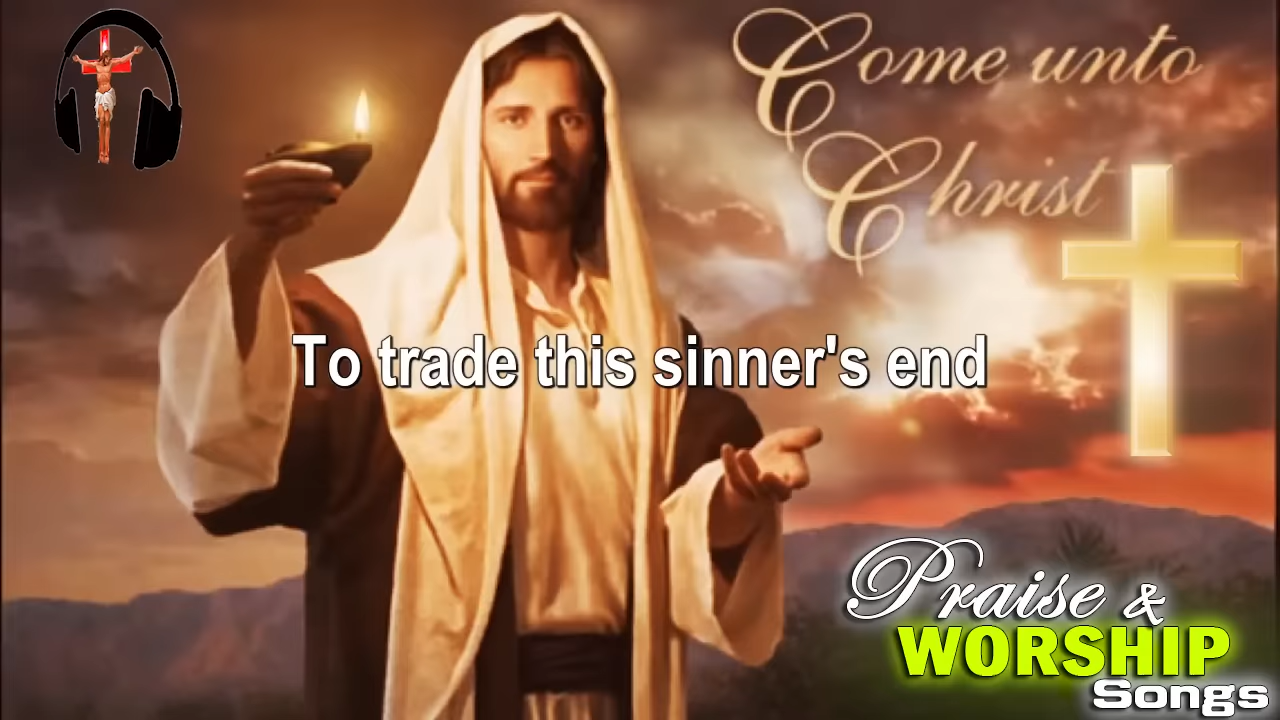 Come unto
Christ
To trade this sinner's end
Praise &
WORSHIP
Songs